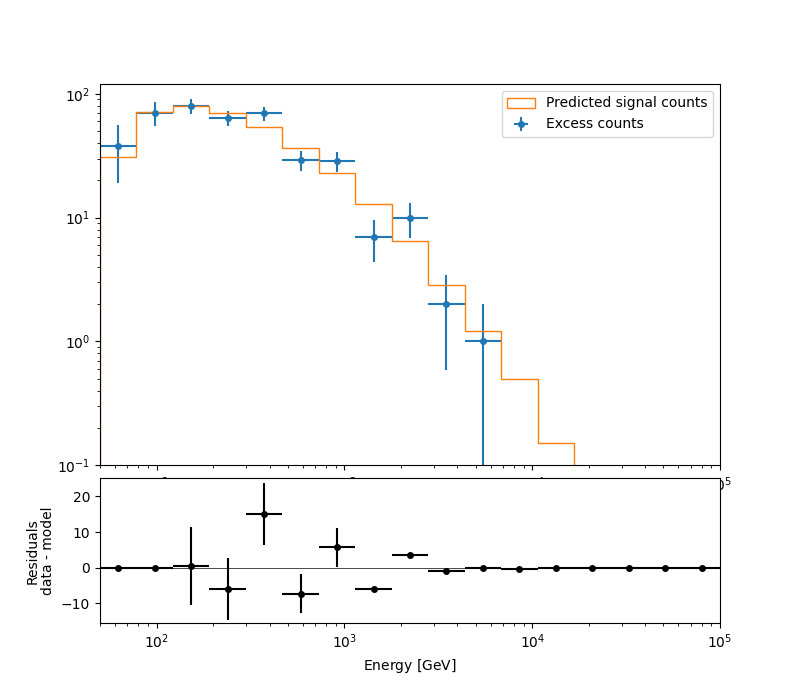 10²
Predicted signal counts
Excess counts
10¹
10⁰
10⁻¹
20
10
0
−10
Residuals
data - model
10²
10³
10⁴
10⁵
Energy [GeV]